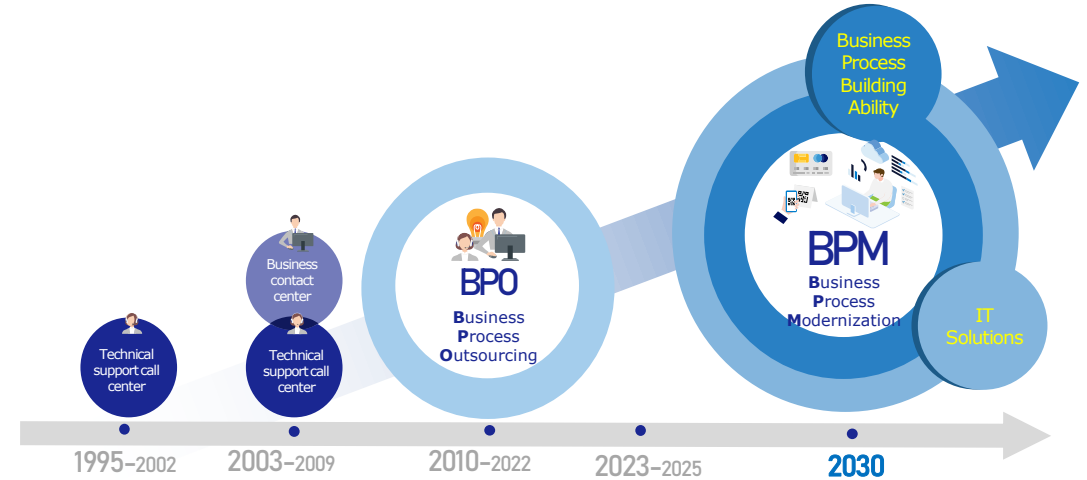 Technical
support call
center
Business
contact
center
Technical
support call
center
BPO
Business
Process
Outsourcing
Business
Process
Building
Ability
BPM
Business
Process
Modernization
IT
Solutions
1995-2002
2003-2009
2010-2022
2023-2025
2030